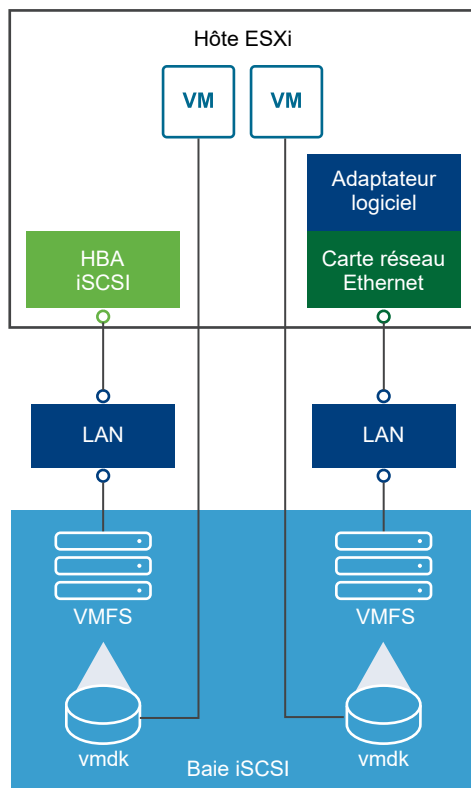 Hôte ESXi
VM
VM
Adaptateur
logiciel
HBA
iSCSI
Carte réseau
Ethernet
LAN
LAN
VMFS
VMFS
vmdk
vmdk
Baie iSCSI